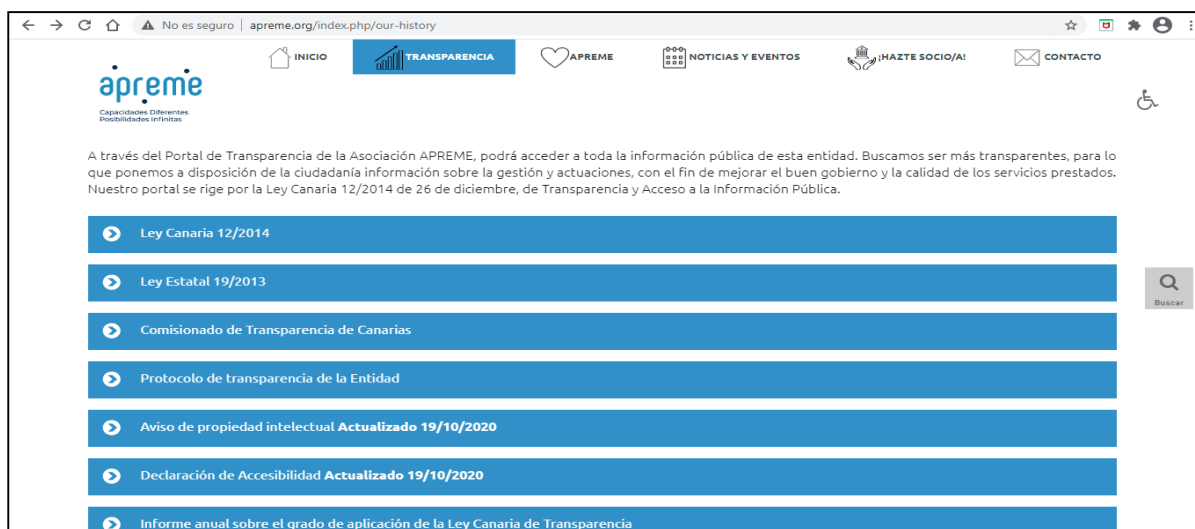 No es seguro | apreme.org/index.php/our-history
INICIO
TRANSPARENCIA
APREME
NOTICIAS Y EVENTOS
¡HAZTE SOCIO/A!
CONTACTO
apreme
Capacidades Diferentes
Posibilidades Infinitas
A través del Portal de Transparencia de la Asociación APREME, podrá acceder a toda la información pública de esta entidad. Buscamos ser más transparentes, para lo
que ponemos a disposición de la ciudadanía información sobre la gestión y actuaciones, con el fin de mejorar el buen gobierno y la calidad de los servicios prestados.
Nuestro portal se rige por la Ley Canaria 12/2014 de 26 de diciembre, de Transparencia y Acceso a la Información Pública.
Ley Canaria 12/2014
Ley Estatal 19/2013
Buscar
Comisionado de Transparencia de Canarias
Protocolo de transparencia de la Entidad
Aviso de propiedad intelectual Actualizado 19/10/2020
Declaración de Accesibilidad Actualizado 19/10/2020
Informe anual sobre el grado de aplicación de la Ley Canaria de Transparencia